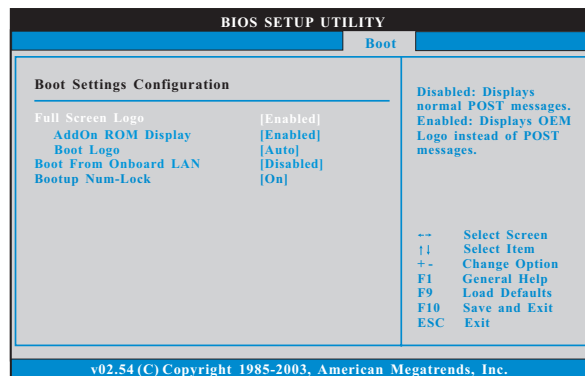 BIOS SETUP UTILITY
Boot
Boot Settings Configuration
Full Screen Logo [Enabled]
AddOn ROM Display [Enabled]
Boot Logo [Auto]
Boot From Onboard LAN [Disabled]
Bootup Num-Lock [On]
Disabled: Displays
normal POST messages.
Enabled: Displays OEM
Logo instead of POST
messages.
←→ Select Screen
↑↓ Select Item
+ - Change Option
F1 General Help
F9 Load Defaults
F10 Save and Exit
ESC Exit
v02.54 (C) Copyright 1985-2003, American Megatrends, Inc.